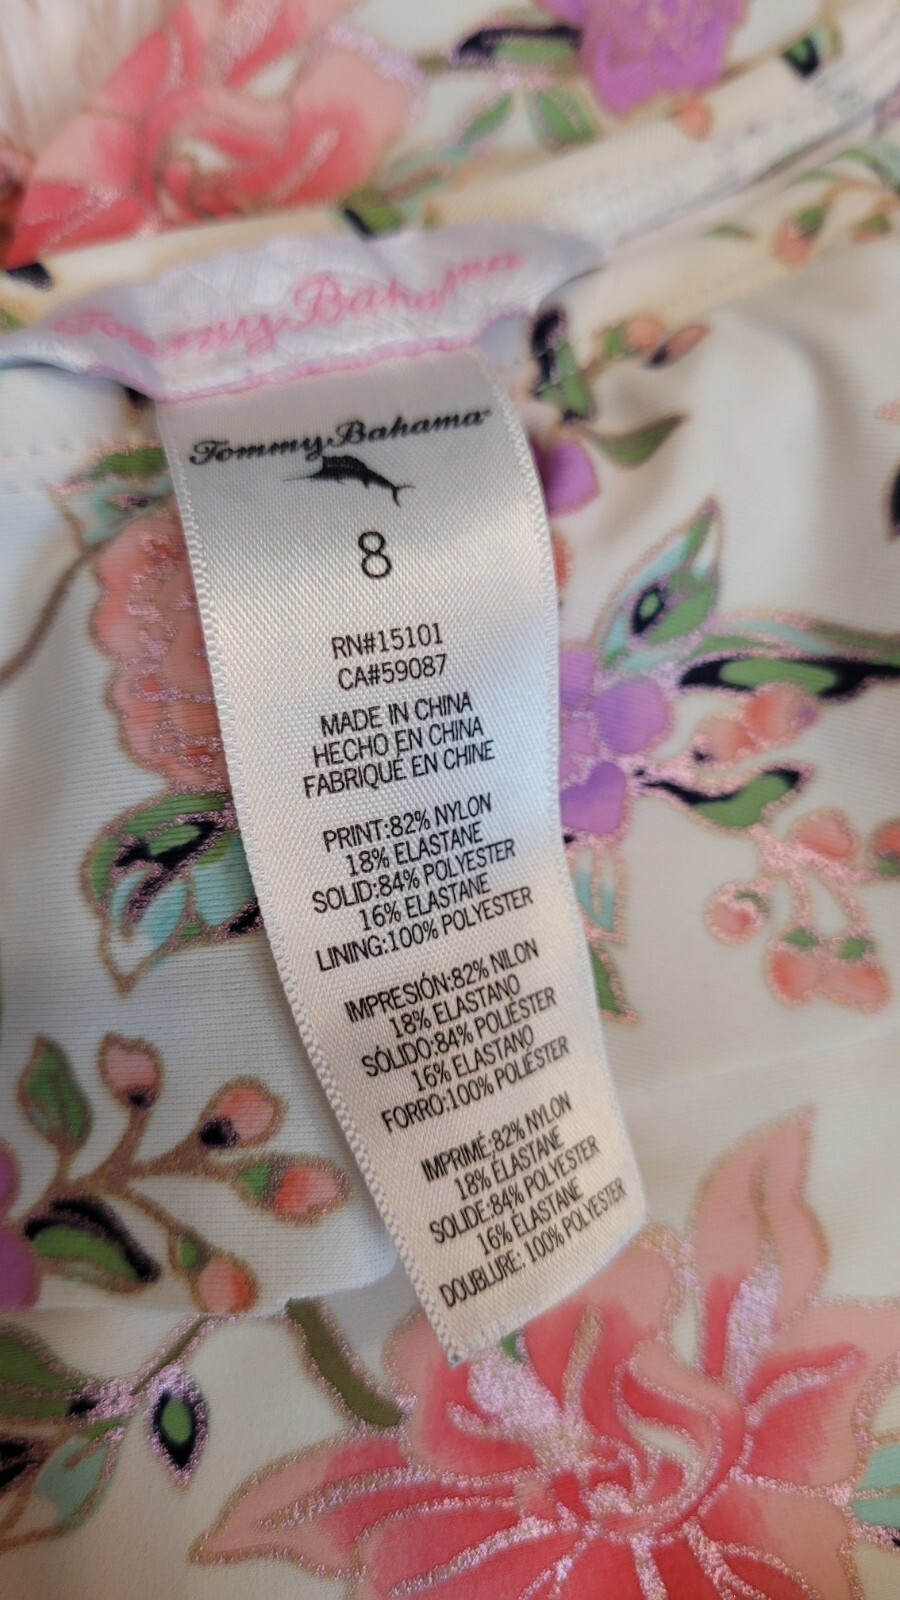 Tommy Bahama
Tommy Bahama
8
RN#15101
CA#59087
MADE IN CHINA
HECHO EN CHINA
FABRIQUÉ EN CHINE
PRINT:82% NYLON
18% ELASTANE
SOLID:84% POLYESTER
16% ELASTANE
LINING:100% POLYESTER
IMPRESIÓN:82% NILON
18% ELASTANO
SÓLIDO:84% POLIÉSTER
16% ELASTANO
FORRO:100% POLIÉSTER
IMPRIMÉ;82% NYLON
18% ÉLASTANE
SOLIDE:84% POLYESTER
16% ÉLASTANE
DOUBLURE: 100% POLYESTER